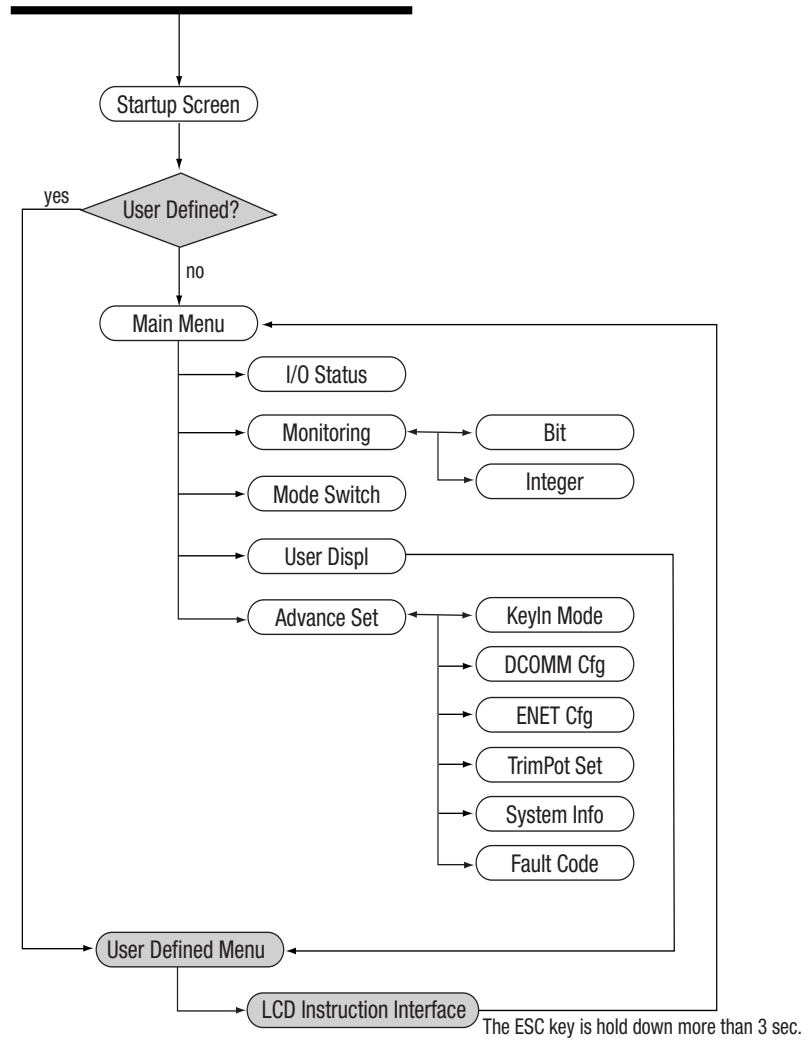 Startup Screen
yes
User Defined?
no
Main Menu
I/O Status
Monitoring
Bit
Integer
Mode Switch
User Displ
Advance Set
KeyIn Mode
DCOMM Cfg
ENET Cfg
TrimPot Set
System Info
Fault Code
User Defined Menu
LCD Instruction Interface
The ESC key is hold down more than 3 sec.